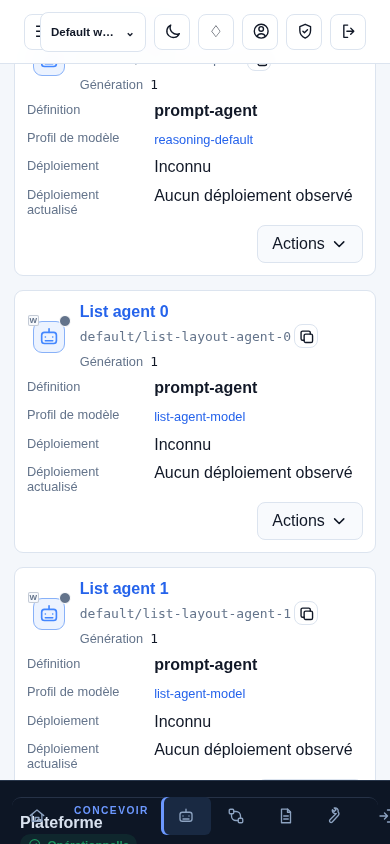 Default w... 
Génération 1
Définition prompt-agent
Profil de modèle reasoning-default
Déploiement Inconnu
Déploiement actualisé Aucun déploiement observé
Actions
W
List agent 0
default/list-layout-agent-0
Génération 1
Définition prompt-agent
Profil de modèle list-agent-model
Déploiement Inconnu
Déploiement actualisé Aucun déploiement observé
Actions
W
List agent 1
default/list-layout-agent-1
Génération 1
Définition prompt-agent
Profil de modèle list-agent-model
Déploiement Inconnu
Déploiement actualisé Aucun déploiement observé
CONCEVOIR
Plateforme
Opérationnelle